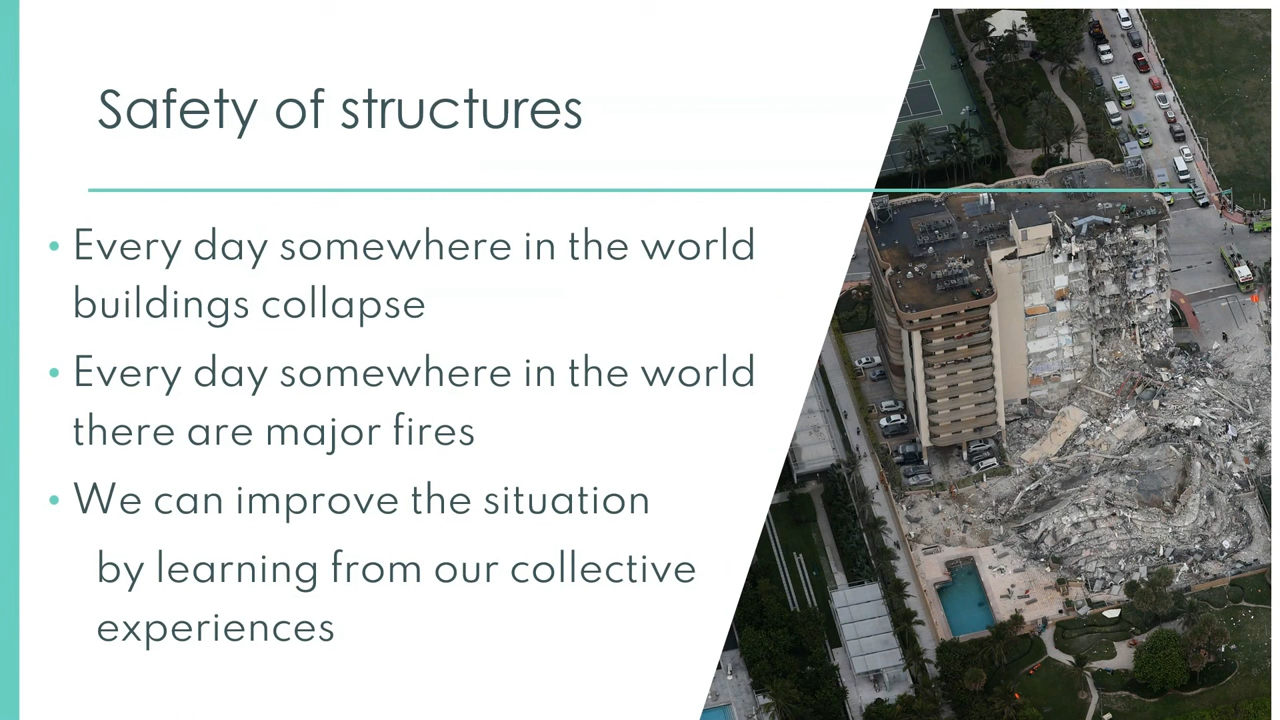 Safety of structures
• Every day somewhere in the world
buildings collapse
• Every day somewhere in the world
there are major fires
• We can improve the situation
by learning from our collective
experiences